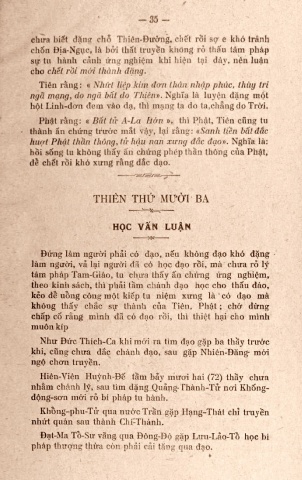 — 35 —
chưa biết đặng chỗ Thiên-Đường, chết rồi sợ e khó tránh
chốn Địa-Ngục, là bởi thất truyền không rõ thấu tâm pháp
sự tu hành cảnh ứng nghiệm khi hiện tại đây, nên luận
cho chết rồi mới thành đặng.
Tiên rằng: « Nhứt liệp kim đơn thân nhập phúc, thùy tri
ngã mạng, do ngã bất do Thiên». Nghĩa là luyện đặng một
hột Linh-đơn đem vào dạ, thì mạng ta do ta, chẳng do Trời.
Phật rằng: « Bất từ A-La Hớn », thì Phật, Tiên cũng tu
thành ấn chứng trước mắt vậy, lại rằng: «Sanh tiền bất đắc
huợt Phật thần thông, tử hậu nan xưng đắc đạo». Nghĩa là:
hồi sống tu không thấy ấn chứng phép thần thông của Phật,
để chết rồi khó xưng rằng đắc đạo.
THIÊN THỨ MƯỜI BA
HỌC VẤN LUẬN
Đứng làm người phải có đạo, nếu không đạo khó đặng
làm người, vả lại người đã có học đạo rồi, mà chưa rõ lý
tâm pháp Tam-Giáo, tu chưa thấy ấn chứng ứng nghiệm,
theo kinh sách, thì phải tầm chánh đạo học cho thấu đáo,
kẻo để nồng công một kiếp tu niệm xưng là có đạo mà
không thấy chắc sự thành của Tiên, Phật; chớ đừng
chấp cố rằng mình đã có đạo rồi, thì thiệt hại cho mình
muôn kiếp
Như Đức Thích-Ca khi mới ra tìm đạo gặp ba thầy trước
khi, cũng chưa đắc chánh đạo, sau gặp Nhiên-Đăng mới
ngộ chơn truyền.
Hiên-Viên Huỳnh-Đế tầm bảy mươi hai (72) thầy chưa
nhằm chánh lý, sau tìm đặng Quảng-Thành-Tử nơi Không-
động-sơn mới rõ bí pháp tu hành.
Khổng-phu-Tử qua nước Trần gặp Hạng-Thát chỉ truyền
nhứt quán sau thành Chí-Thánh.
Đạt-Ma Tổ-Sư vãng qua Đông-Độ gặp Lưu-Lão-Tổ học bí
pháp thượng thừa còn phải cải tăng qua đạo.